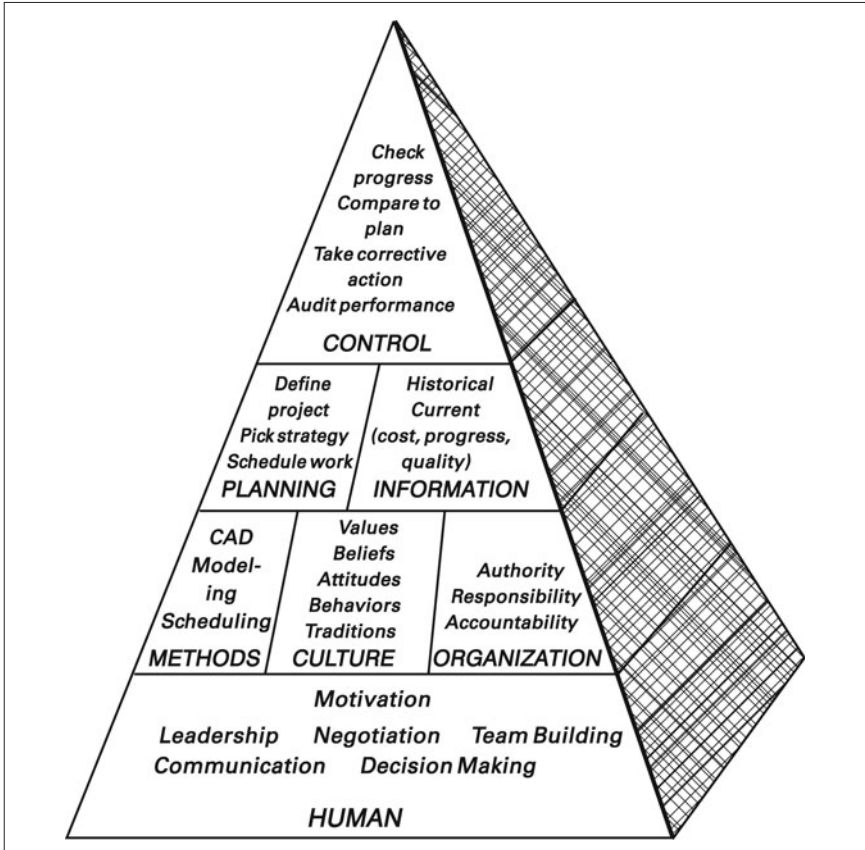 Check
progress
Compare to
plan
Take corrective
action
Audit performance
CONTROL
Define
project
Pick strategy
Schedule work
PLANNING
Historical
Current
(cost, progress,
quality)
INFORMATION
CAD
Model-
ing
Scheduling
METHODS
Values
Beliefs
Attitudes
Behaviors
Traditions
CULTURE
Authority
Responsibility
Accountability
ORGANIZATION
Motivation
Leadership Negotiation Team Building
Communication Decision Making
HUMAN